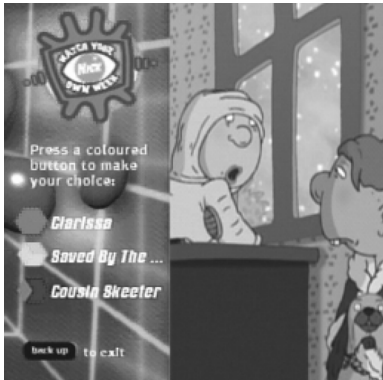 WATCH YOUR
Nick
OWN WEEK
Press a coloured
button to make
your choice:
Clarissa
Saved By The ...
Cousin Skeeter
back up to exit